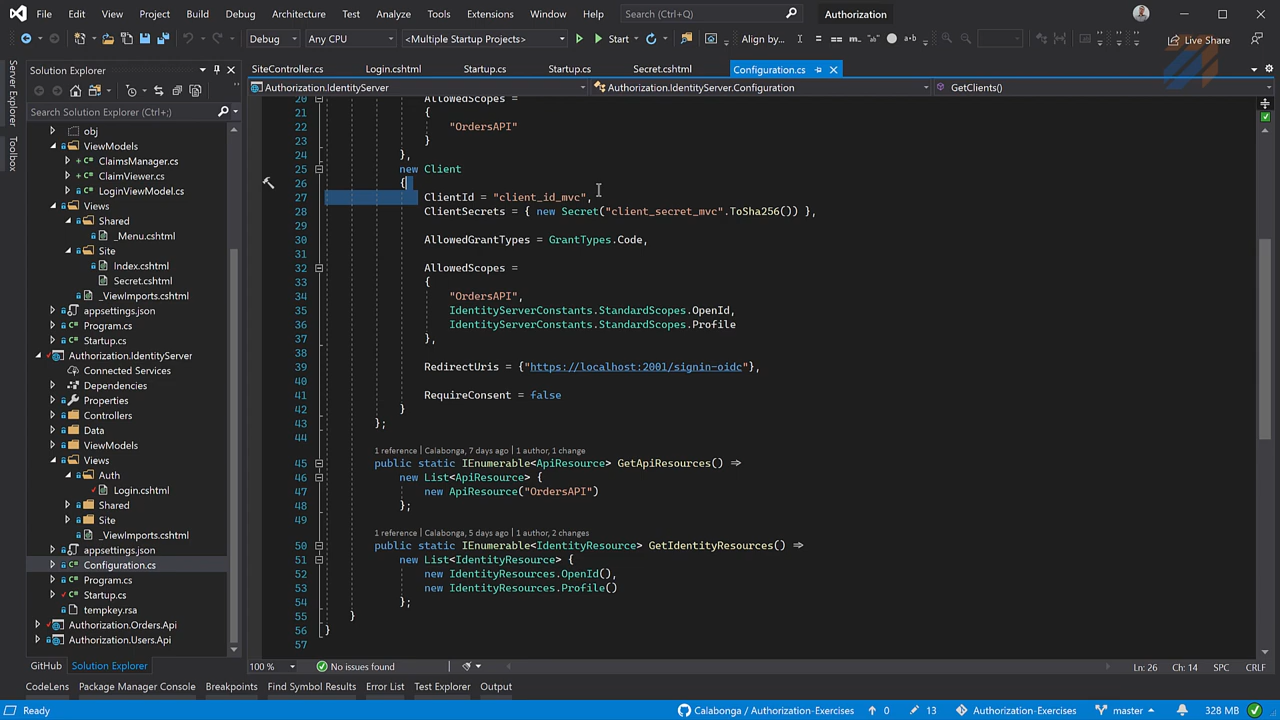 File Edit View Project Build Debug Architecture Test Analyze Tools Extensions Window Help Search (Ctrl+Q) Authorization
Debug Any CPU <Multiple Startup Projects> Start Align by... Live Share
Server Explorer
Toolbox
Solution Explorer
Search Solution Explorer (Ctrl+;)
obj
ViewModels
ClaimsManager.cs
ClaimViewer.cs
LoginViewModel.cs
Views
Shared
_Menu.cshtml
Site
Index.cshtml
Secret.cshtml
_ViewImports.cshtml
appsettings.json
Program.cs
Startup.cs
Authorization.IdentityServer
Connected Services
Dependencies
Properties
Controllers
Data
ViewModels
Views
Auth
Login.cshtml
Shared
Site
_ViewImports.cshtml
appsettings.json
Configuration.cs
Program.cs
Startup.cs
tempkey.rsa
Authorization.Orders.Api
Authorization.Users.Api
GitHub Solution Explorer
SiteController.cs Login.cshtml Startup.cs Startup.cs Secret.cshtml Configuration.cs
Authorization.IdentityServer Authorization.IdentityServer.Configuration GetClients()
20 AllowedScopes =
21 {
22 "OrdersAPI"
23 }
24 },
25 new Client
26 {
27 ClientId = "client_id_mvc",
28 ClientSecrets = { new Secret("client_secret_mvc".ToSha256()) },
29
30 AllowedGrantTypes = GrantTypes.Code,
31
32 AllowedScopes =
33 {
34 "OrdersAPI",
35 IdentityServerConstants.StandardScopes.OpenId,
36 IdentityServerConstants.StandardScopes.Profile
37 },
38
39 RedirectUris = {"https://localhost:2001/signin-oidc"},
40
41 RequireConsent = false
42 }
43 };
44
1 reference | Calabonga, 7 days ago | 1 author, 1 change
45 public static IEnumerable<ApiResource> GetApiResources() =>
46 new List<ApiResource> {
47 new ApiResource("OrdersAPI")
48 };
49
1 reference | Calabonga, 5 days ago | 1 author, 2 changes
50 public static IEnumerable<IdentityResource> GetIdentityResources() =>
51 new List<IdentityResource> {
52 new IdentityResources.OpenId(),
53 new IdentityResources.Profile()
54 };
55 }
56 }
57
100 % No issues found Ln: 26 Ch: 14 SPC CRLF
CodeLens Package Manager Console Breakpoints Find Symbol Results Error List Test Explorer Output
Ready Calabonga / Authorization-Exercises 0 13 Authorization-Exercises master 328 MB